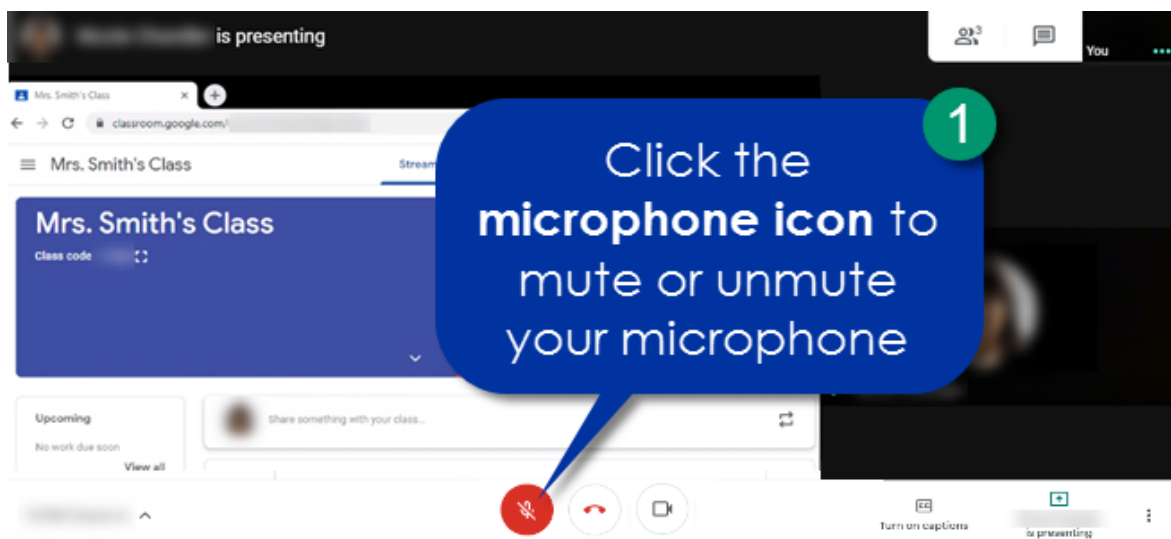 is presenting
3
You
Mrs. Smith's Class
classroom.google.com/
Mrs. Smith's Class
Stream
1
Click the
microphone icon to
mute or unmute
your microphone
Mrs. Smith's Class
Class code
Upcoming
No work due soon
View all
Share something with your class...
CC
Turn on captions
is presenting